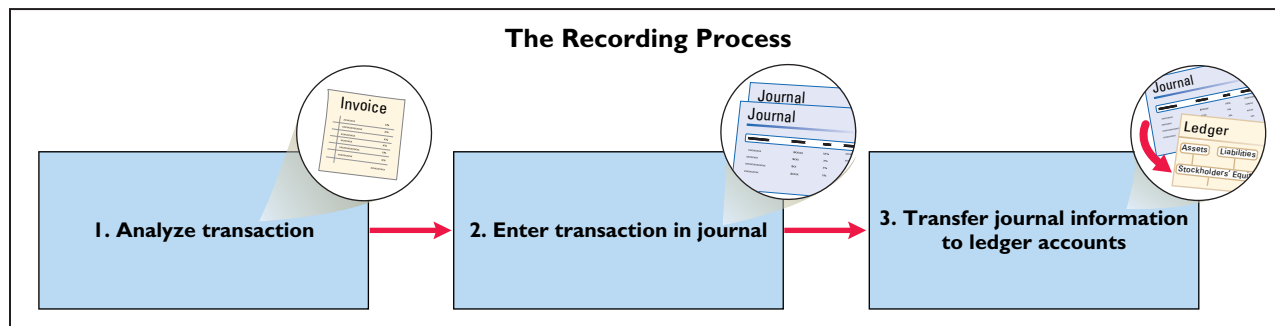 The Recording Process
Invoice
Journal
Journal
Journal
Ledger
Assets
Liabilities
Stockholders'
1. Analyze transaction
2. Enter transaction in journal
3. Transfer journal information
to ledger accounts